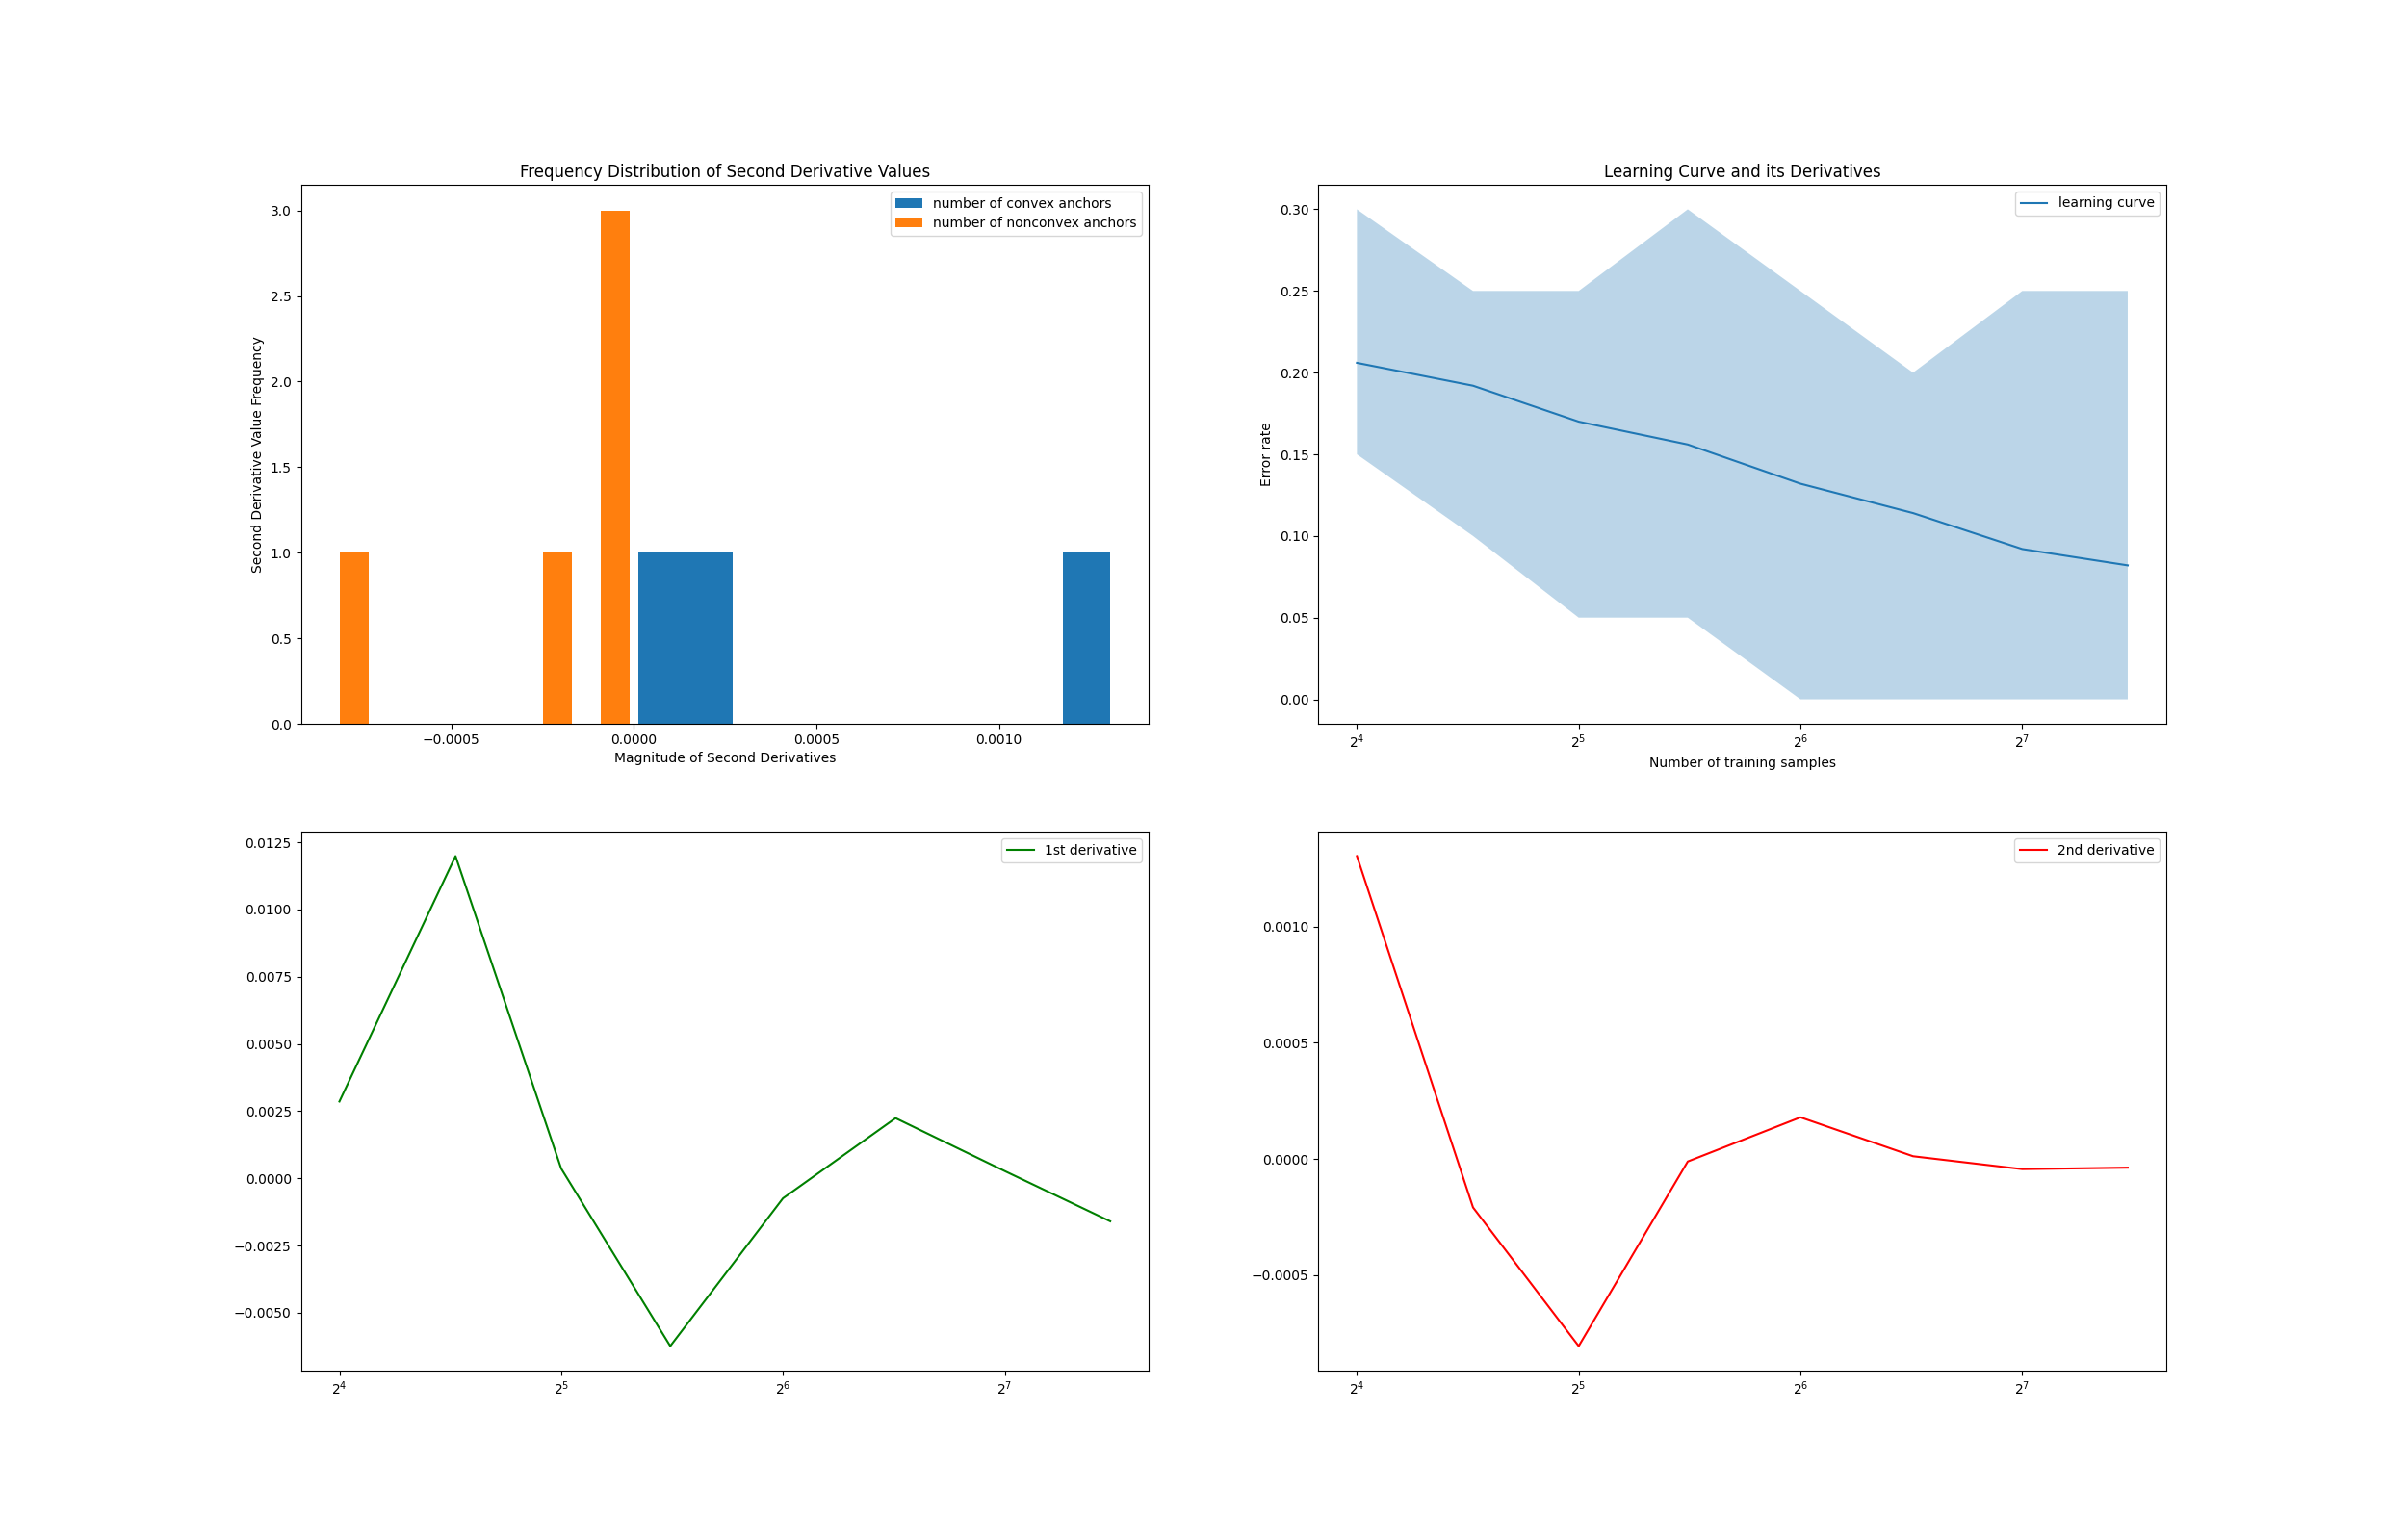 Frequency Distribution of Second Derivative Values
number of convex anchors
number of nonconvex anchors
Second Derivative Value Frequency
3.0
2.5
2.0
1.5
1.0
0.5
0.0
−0.0005 0.0000 0.0005 0.0010
Magnitude of Second Derivatives
Learning Curve and its Derivatives
learning curve
Error rate
0.30
0.25
0.20
0.15
0.10
0.05
0.00
2⁴ 2⁵ 2⁶ 2⁷
Number of training samples
1st derivative
0.0125
0.0100
0.0075
0.0050
0.0025
0.0000
−0.0025
−0.0050
2⁴ 2⁵ 2⁶ 2⁷
2nd derivative
0.0010
0.0005
0.0000
−0.0005
2⁴ 2⁵ 2⁶ 2⁷